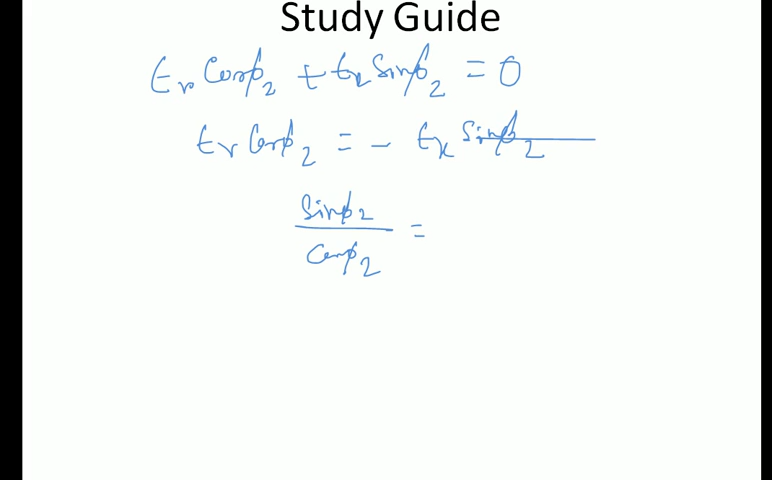 Study Guide
εr cosφ2 + εx sinφ2 = 0
εr cosφ2 = - εx sinφ2
sinφ2
cosφ2 =